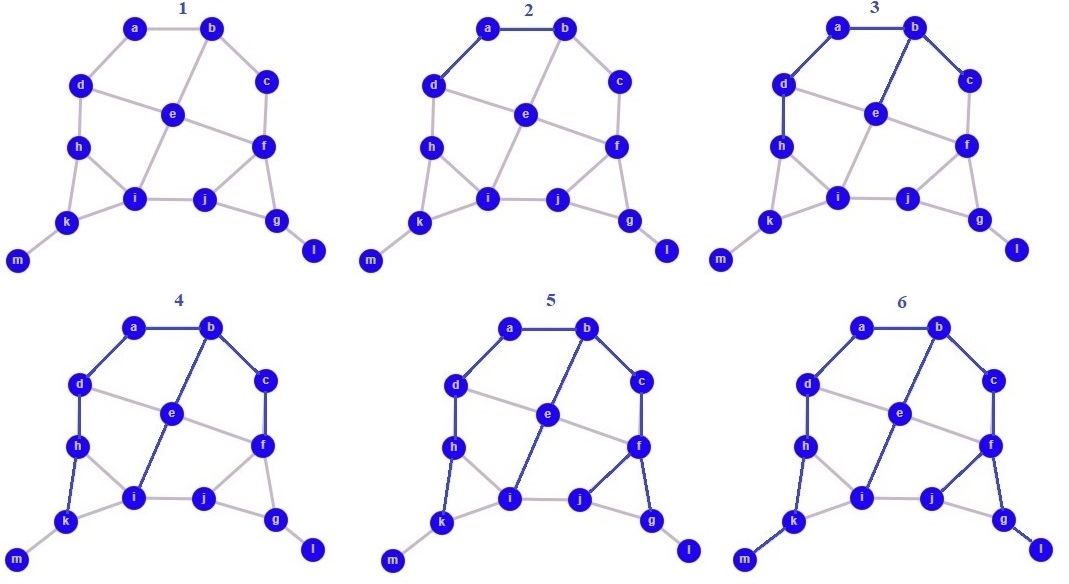 1 2 3
a b a b a b
c c c
d d d
e e e
h f h f h f
i j i j i j
k g k g k g
m l m l m l
4 5 6
a b a b a b
c c c
d d d
e e e
h f h f h f
i j i j i j
k g k g k g
m l m l m l